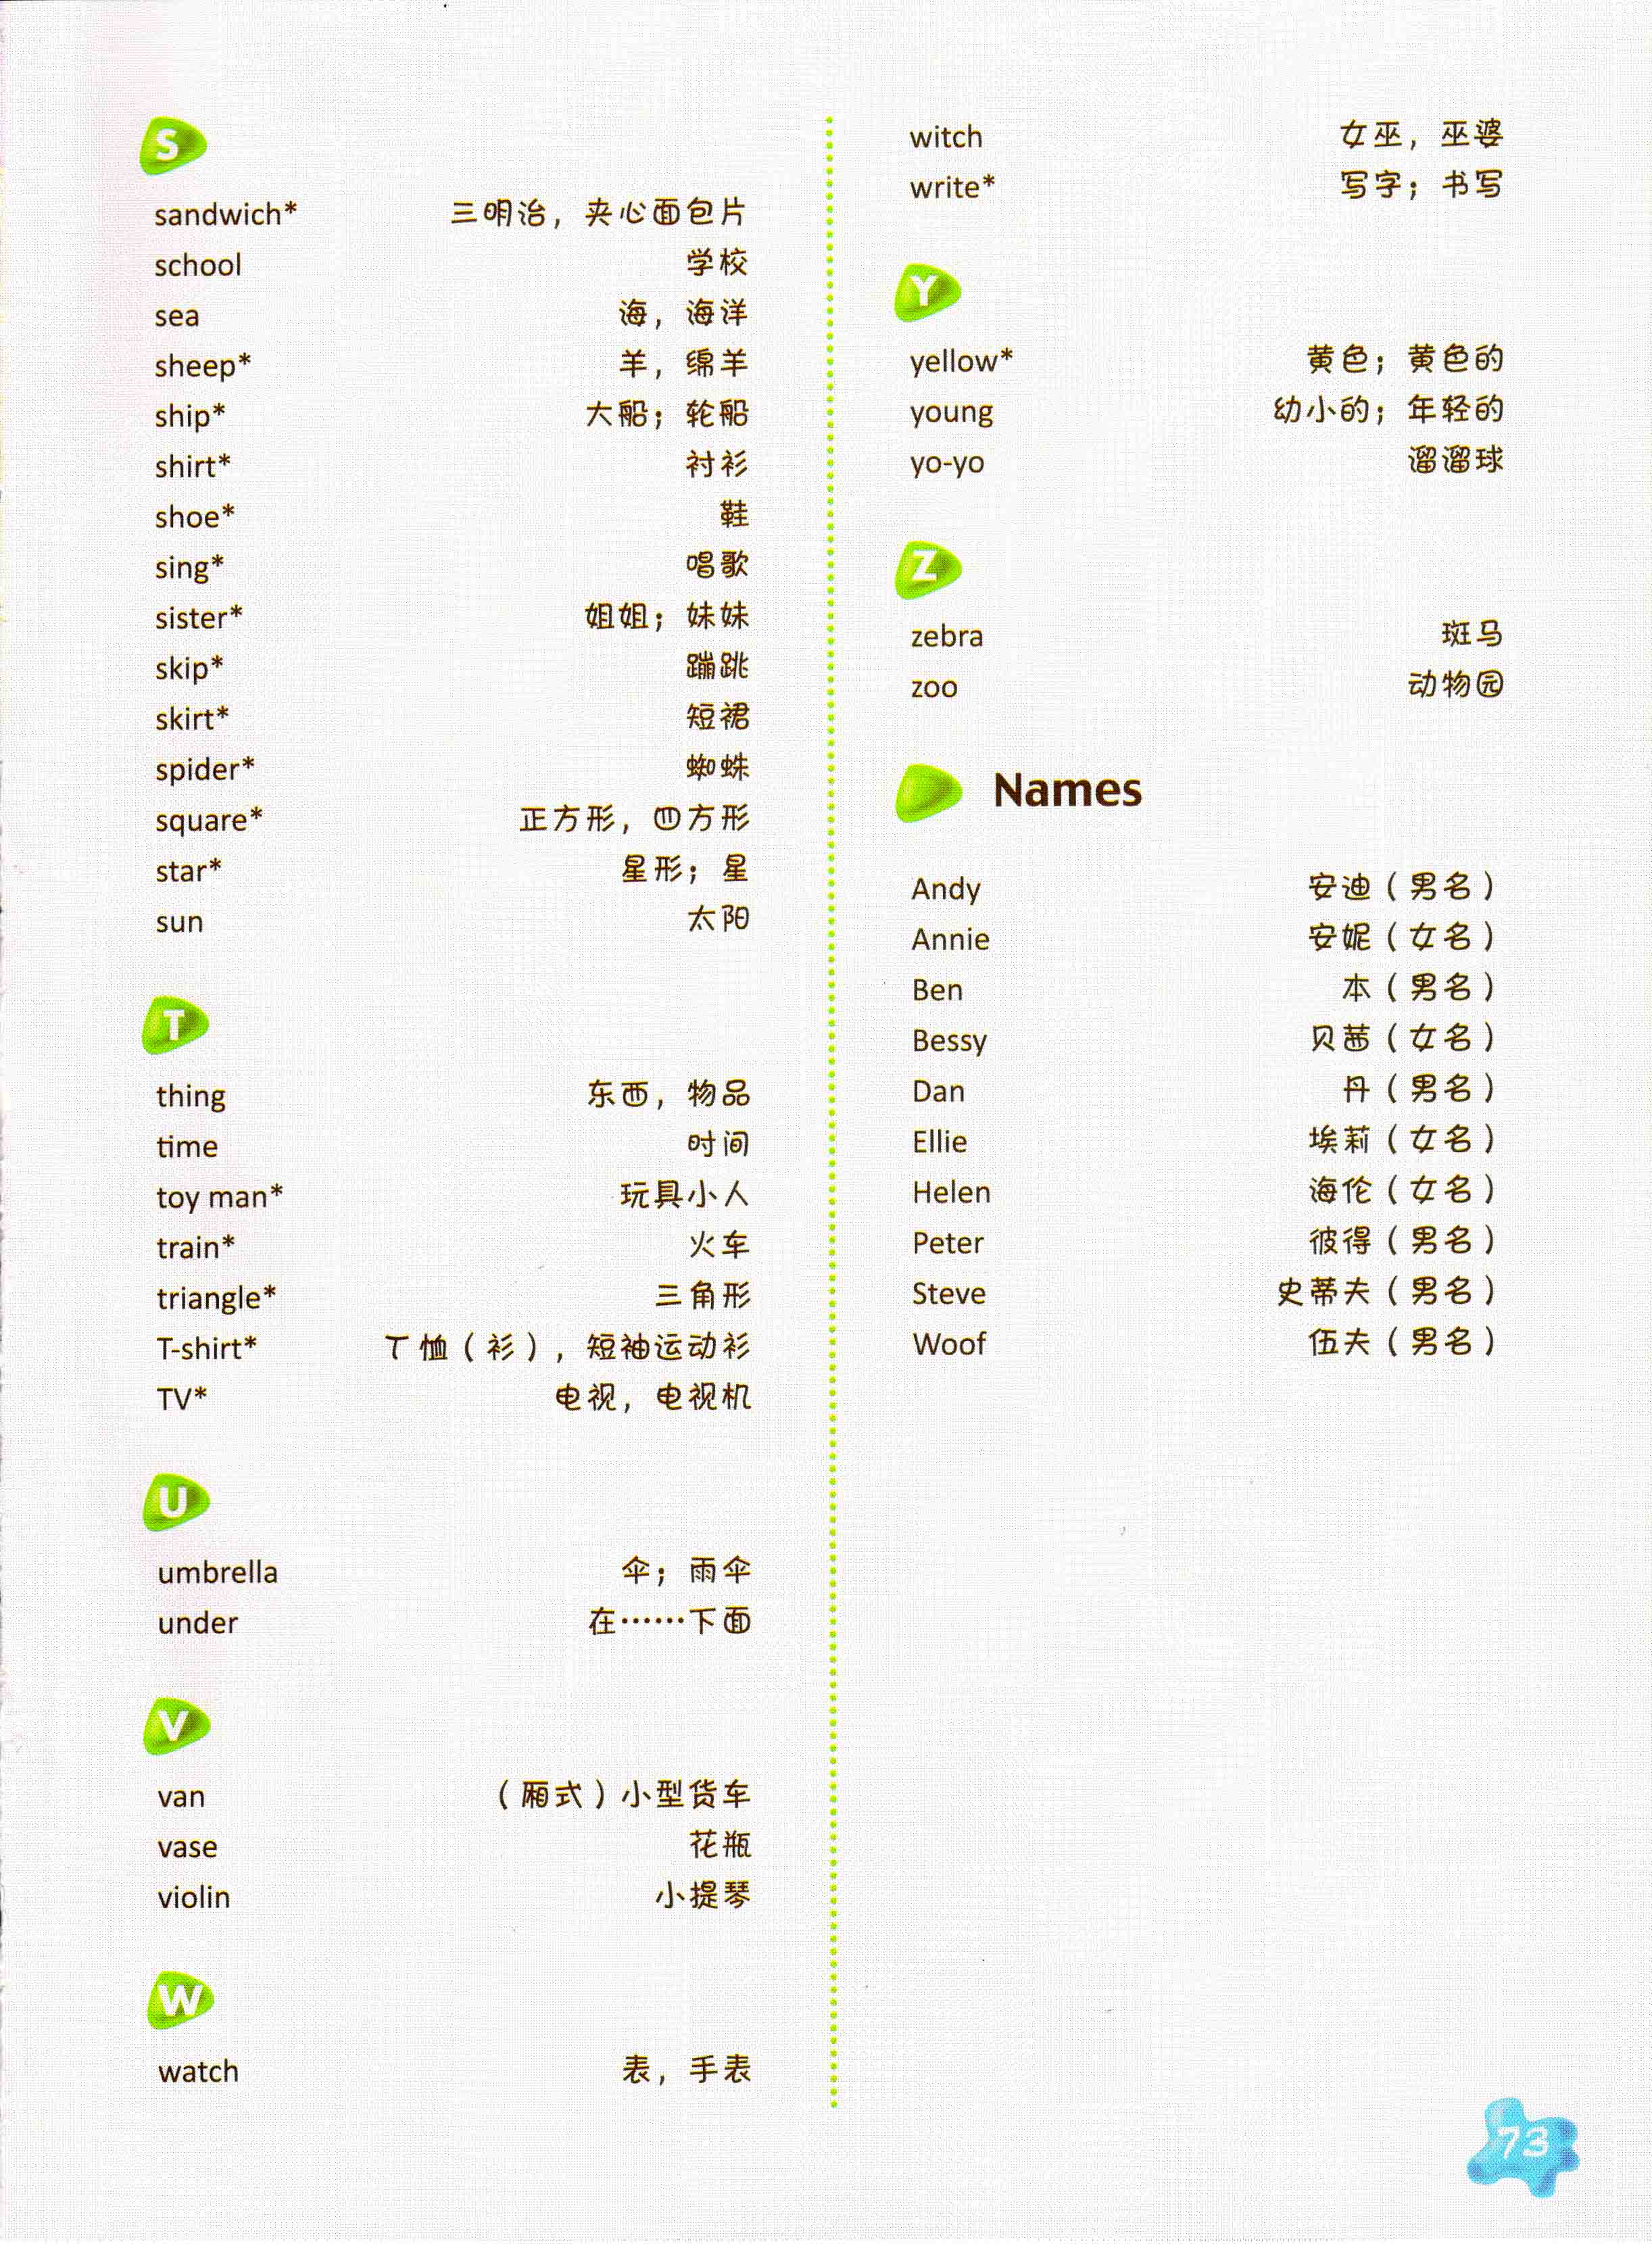 S
sandwich* 三明治，夹心面包片
school 学校
sea 海，海洋
sheep* 羊，绵羊
ship* 大船；轮船
shirt* 衬衫
shoe* 鞋
sing* 唱歌
sister* 姐姐；妹妹
skip* 蹦跳
skirt* 短裙
spider* 蜘蛛
square* 正方形，四方形
star* 星形；星
sun 太阳
T
thing 东西，物品
time 时间
toy man* 玩具小人
train* 火车
triangle* 三角形
T-shirt* T恤（衫），短袖运动衫
TV* 电视，电视机
U
umbrella 伞；雨伞
under 在……下面
V
van （厢式）小型货车
vase 花瓶
violin 小提琴
W
watch 表，手表
witch 女巫，巫婆
write* 写字；书写
Y
yellow* 黄色；黄色的
young 幼小的；年轻的
yo-yo 溜溜球
Z
zebra 斑马
zoo 动物园
Names
Andy 安迪（男名）
Annie 安妮（女名）
Ben 本（男名）
Bessy 贝茜（女名）
Dan 丹（男名）
Ellie 埃莉（女名）
Helen 海伦（女名）
Peter 彼得（男名）
Steve 史蒂夫（男名）
Woof 伍夫（男名）
73